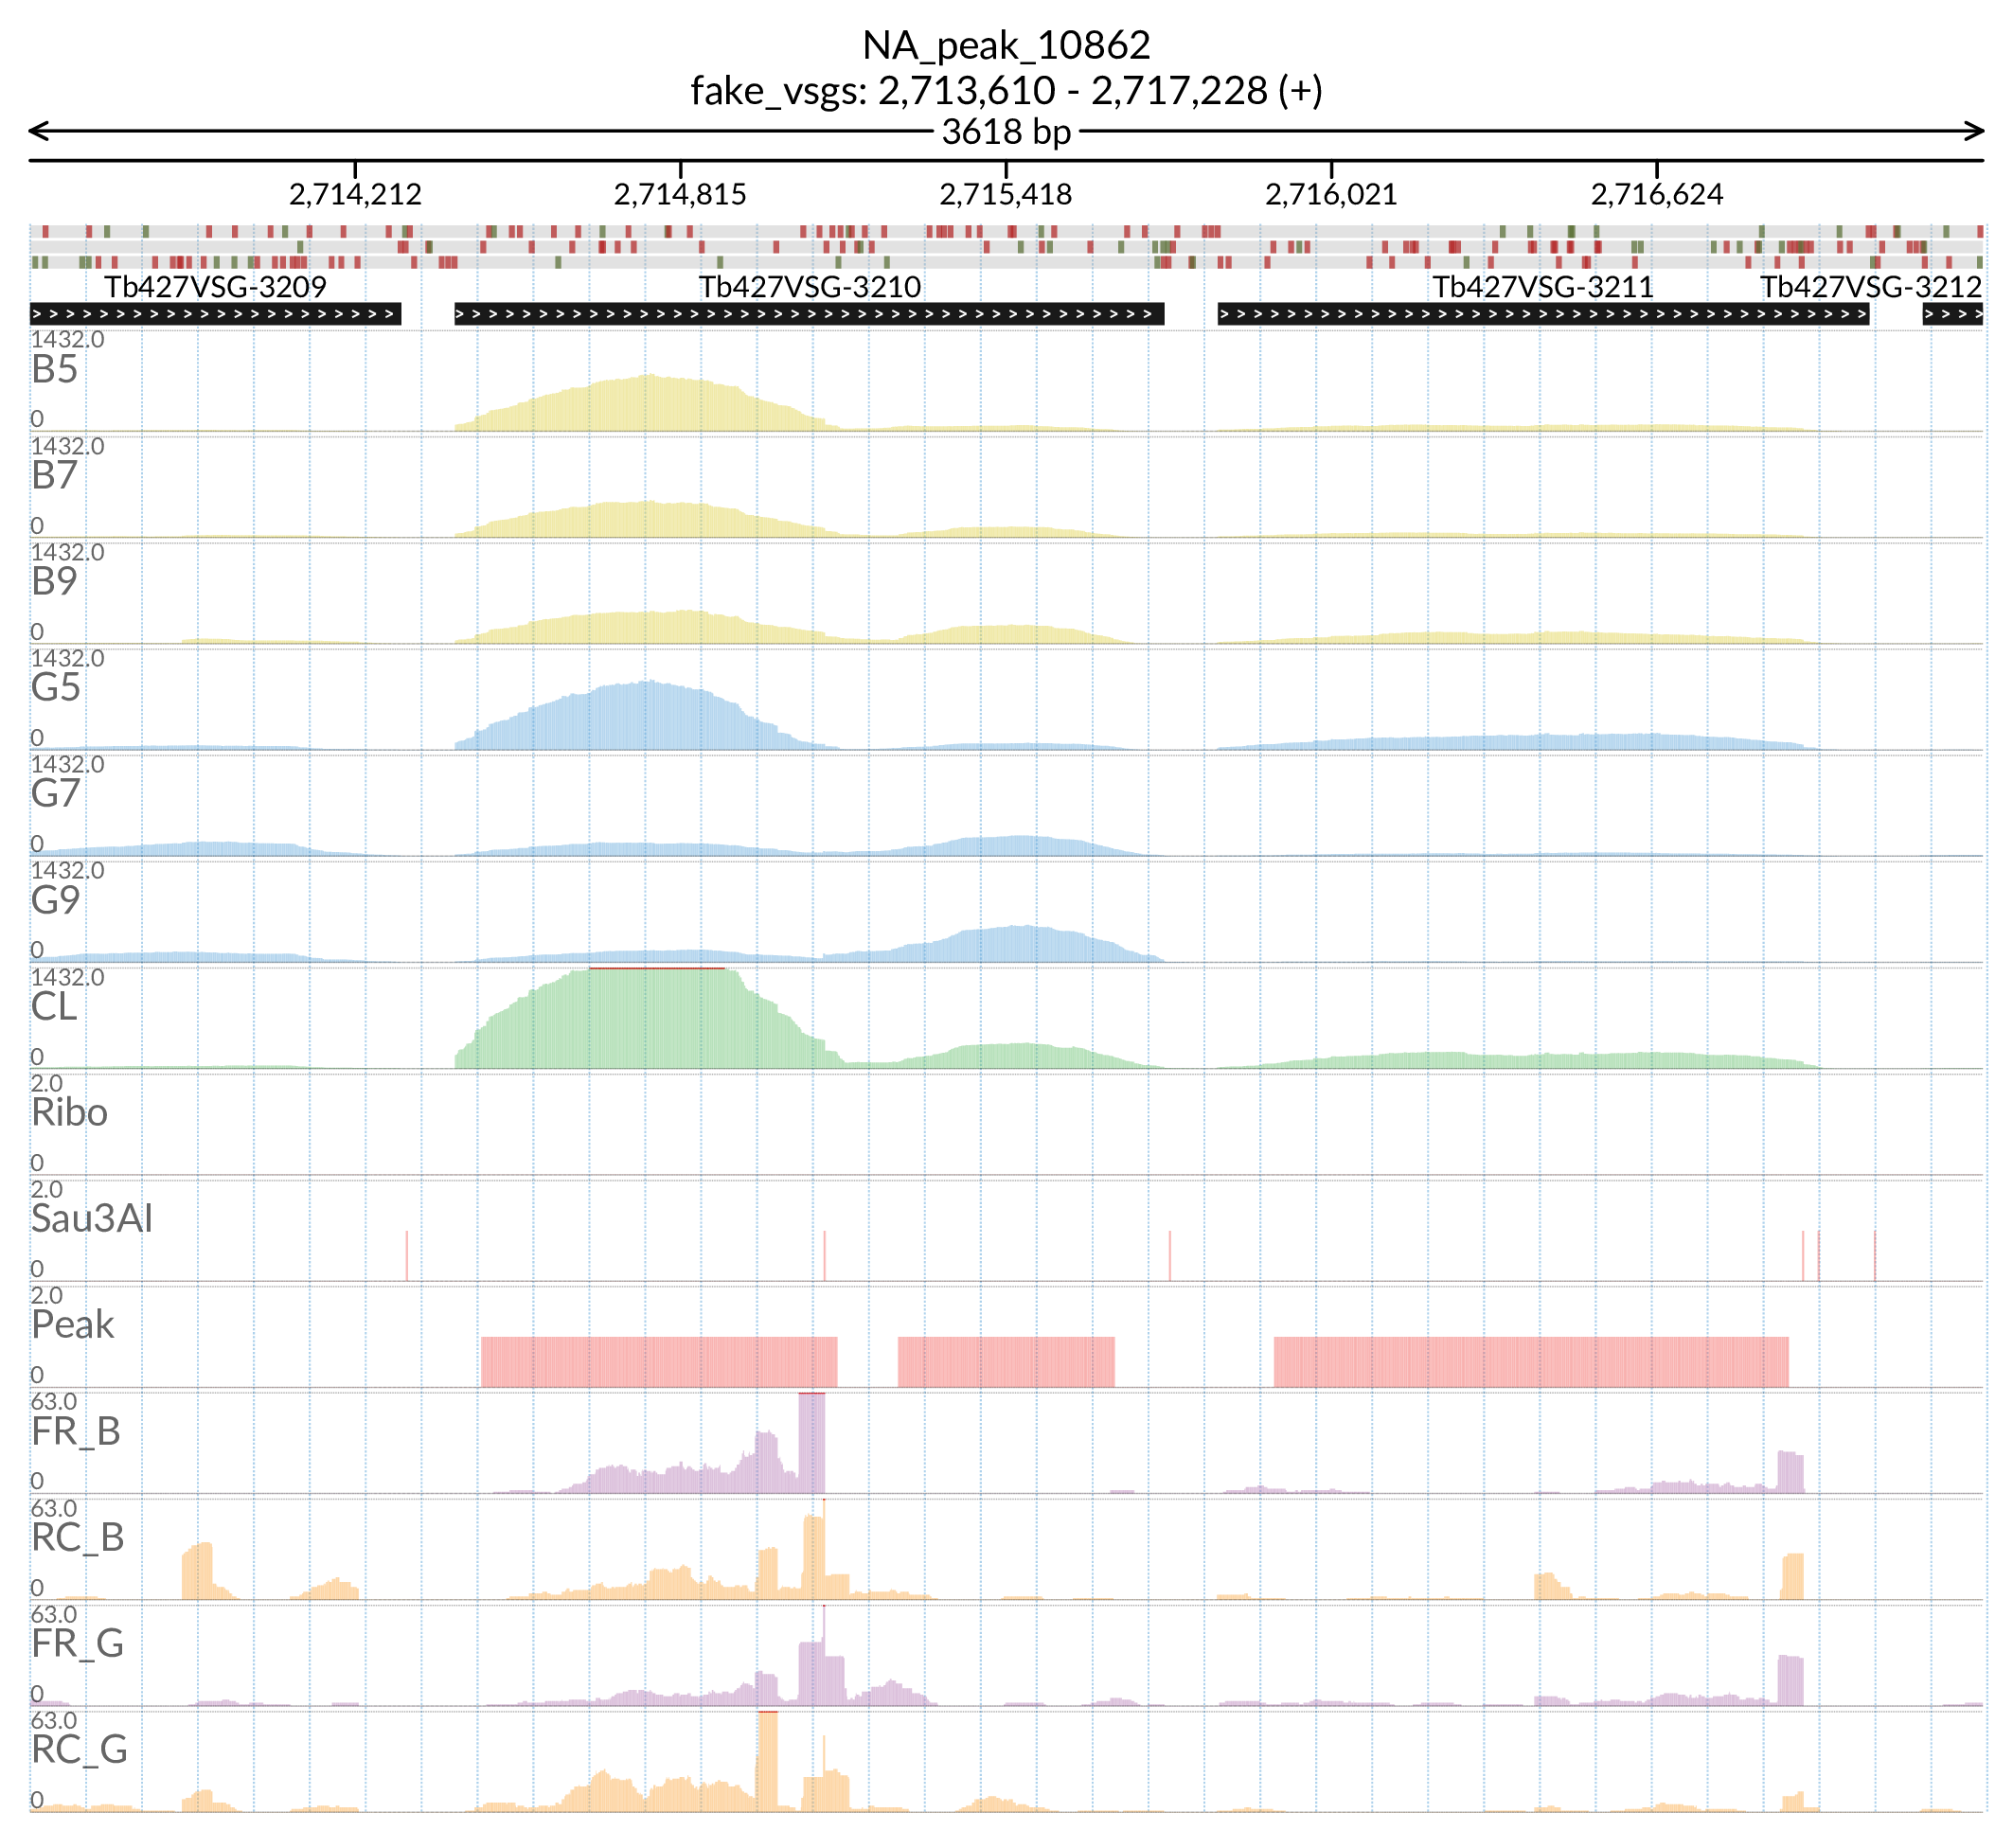 NA_peak_10862
fake_vsgs: 2,713,610 - 2,717,228 (+)
3618 bp
2,714,212 2,714,815 2,715,418 2,716,021 2,716,624
Tb427VSG-3209 Tb427VSG-3210 Tb427VSG-3211 Tb427VSG-3212
1432.0
B5
0
1432.0
B7
0
1432.0
B9
0
1432.0
G5
0
1432.0
G7
0
1432.0
G9
0
1432.0
CL
0
2.0
Ribo
0
2.0
Sau3AI
0
2.0
Peak
0
63.0
FR_B
0
63.0
RC_B
0
63.0
FR_G
0
63.0
RC_G
0